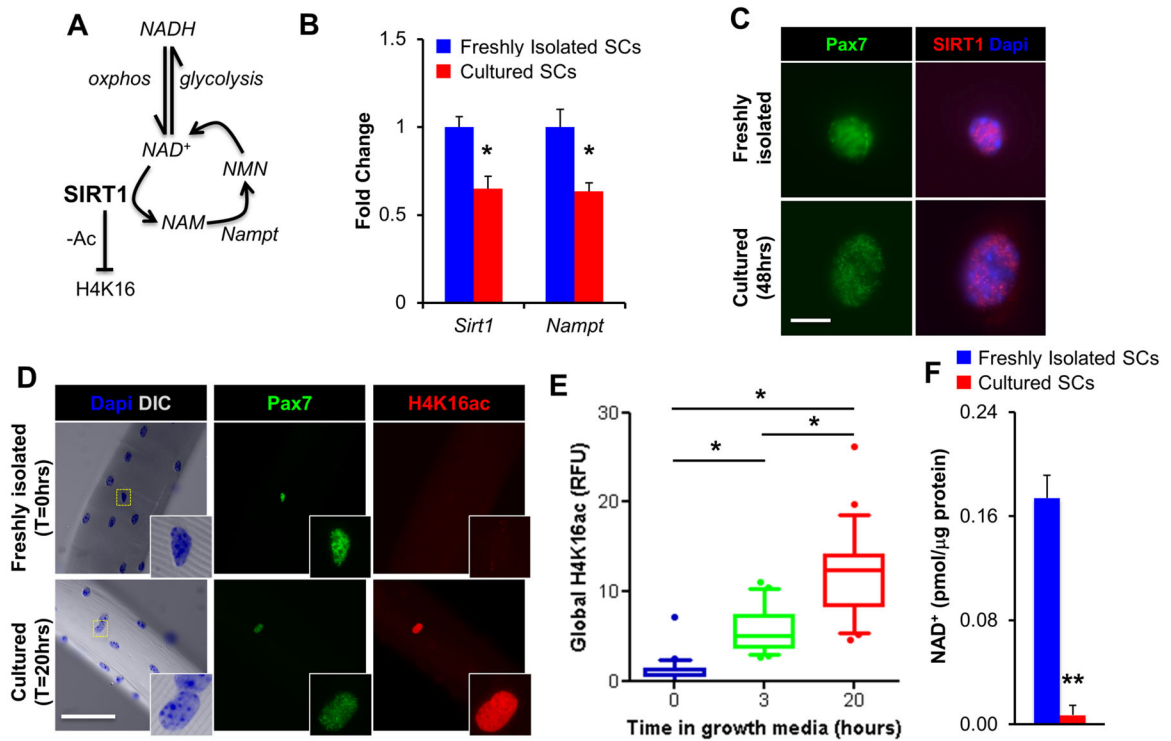 A
NADH
oxphos
glycolysis
NAD⁺
NMN
SIRT1
NAM
Nampt
-Ac
H4K16
B
Freshly Isolated SCs
Cultured SCs
Fold Change
1.5
1
0.5
0
*
*
Sirt1
Nampt
C
Pax7
SIRT1 Dapi
Freshly
isolated
Cultured
(48hrs)
D
Dapi DIC
Pax7
H4K16ac
Freshly isolated
(T=0hrs)
Cultured
(T=20hrs)
E
Global H4K16ac (RFU)
30
20
10
0
*
*
*
0
3
20
Time in growth media (hours)
F
Freshly Isolated SCs
Cultured SCs
NAD⁺ (pmol/μg protein)
0.24
0.16
0.08
0.00
**